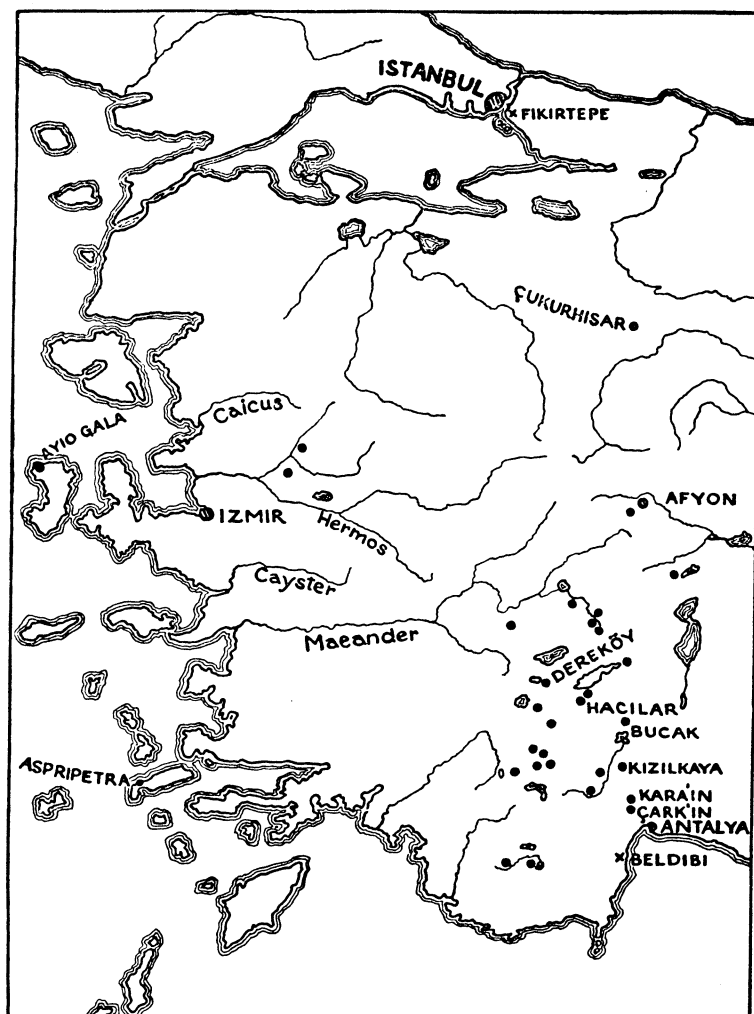 ISTANBUL
FIKIRTEPE
ÇUKURHISAR
Caicus
AYIO GALA
AFYON
IZMIR
Hermos
Cayster
Maeander
DEREKÖY
HACILAR
BUCAK
ASPRIPETRA
KIZILKAYA
KARA'IN
ÇARK'IN
ANTALYA
BELDIBI